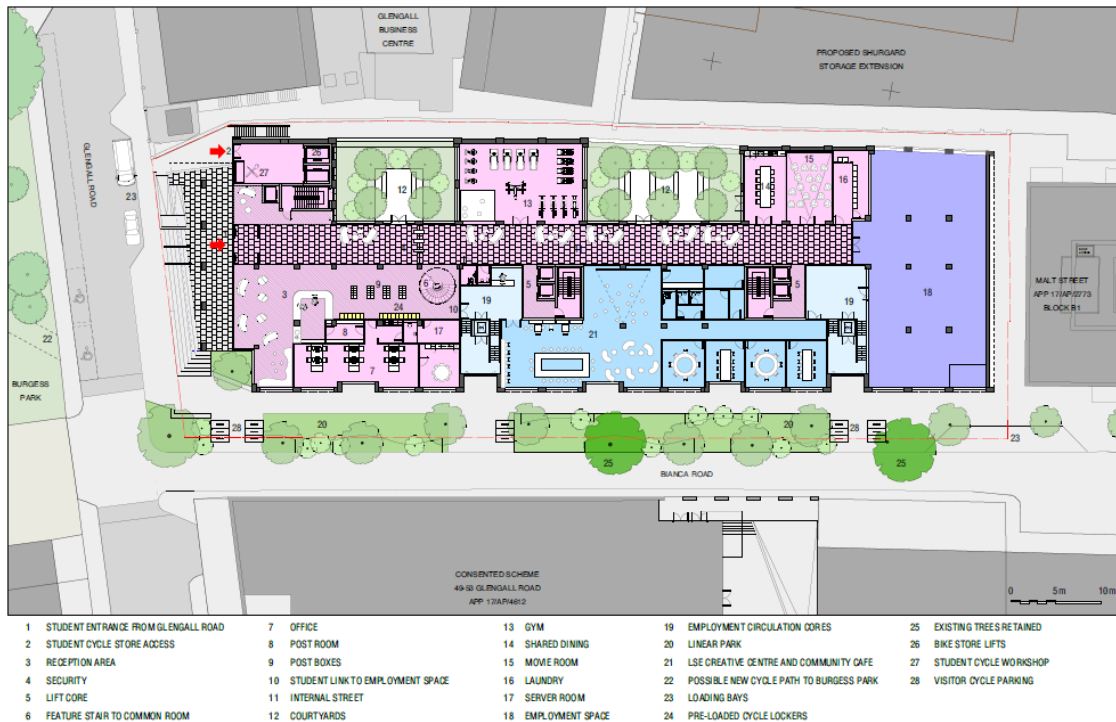 GLENGALL
BUSINESS
CENTRE
PROPOSED SHURGARD
STORAGE EXTENSION
GLENGALL ROAD
2
26
27
23
12
13
12
14
15
16
4
3
9
6
24
10
19
5
5
19
18
8
17
7
21
MALT STREET
APP 17/AP/2773
BLOCK B1
22
BURGESS
PARK
28
20
20
28
23
25
25
BIANCA ROAD
CONSENTED SCHEME
49-53 GLENGALL ROAD
APP 17/AP/4612
0 5m 10m
1 STUDENT ENTRANCE FROM GLENGALL ROAD
2 STUDENT CYCLE STORE ACCESS
3 RECEPTION AREA
4 SECURITY
5 LIFT CORE
6 FEATURE STAIR TO COMMON ROOM
7 OFFICE
8 POST ROOM
9 POST BOXES
10 STUDENT LINK TO EMPLOYMENT SPACE
11 INTERNAL STREET
12 COURTYARDS
13 GYM
14 SHARED DINING
15 MOVIE ROOM
16 LAUNDRY
17 SERVER ROOM
18 EMPLOYMENT SPACE
19 EMPLOYMENT CIRCULATION CORES
20 LINEAR PARK
21 LSE CREATIVE CENTRE AND COMMUNITY CAFE
22 POSSIBLE NEW CYCLE PATH TO BURGESS PARK
23 LOADING BAYS
24 PRE-LOADED CYCLE LOCKERS
25 EXISTING TREES RETAINED
26 BIKE STORE LIFTS
27 STUDENT CYCLE WORKSHOP
28 VISITOR CYCLE PARKING